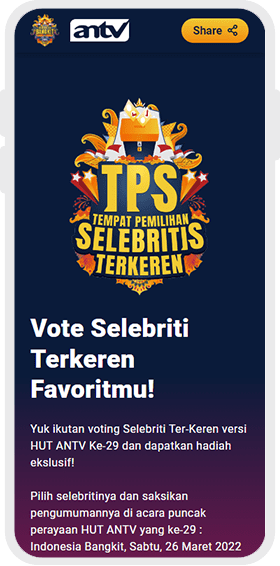 antv
Share
TPS
TEMPAT PEMILIHAN
SELEBRITIS
TERKEREN
Vote Selebriti
Terkeren
Favoritmu!
Yuk ikutan voting Selebriti Ter-Keren versi
HUT ANTV Ke-29 dan dapatkan hadiah
ekslusif!
Pilih selebritinya dan saksikan
pengumumannya di acara puncak
perayaan HUT ANTV yang ke-29 :
Indonesia Bangkit, Sabtu, 26 Maret 2022